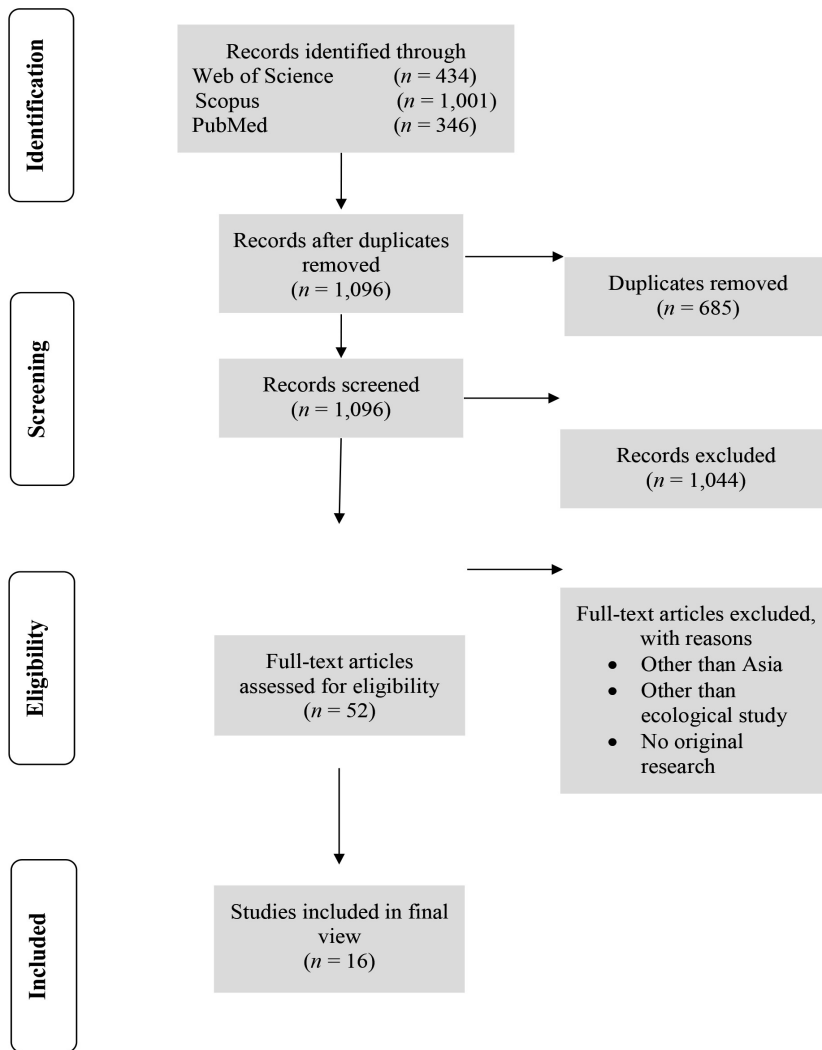 Identification
Records identified through
Web of Science (n = 434)
Scopus (n = 1,001)
PubMed (n = 346)
Records after duplicates
removed
(n = 1,096)
Duplicates removed
(n = 685)
Screening
Records screened
(n = 1,096)
Records excluded
(n = 1,044)
Eligibility
Full-text articles
assessed for eligibility
(n = 52)
Full-text articles excluded,
with reasons
• Other than Asia
• Other than
ecological study
• No original
research
Included
Studies included in final
view
(n = 16)